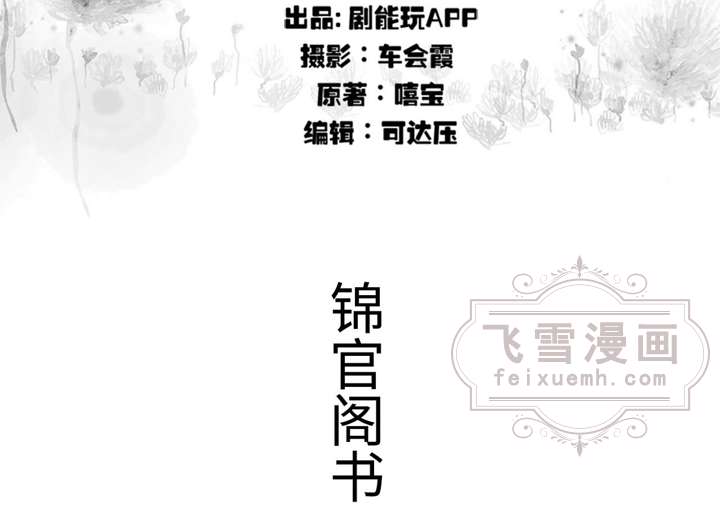 出品: 剧能玩APP
摄影：车会霞
原著：嘻宝
编辑：可达压
锦官阁书
飞雪漫画
feixuemh.com